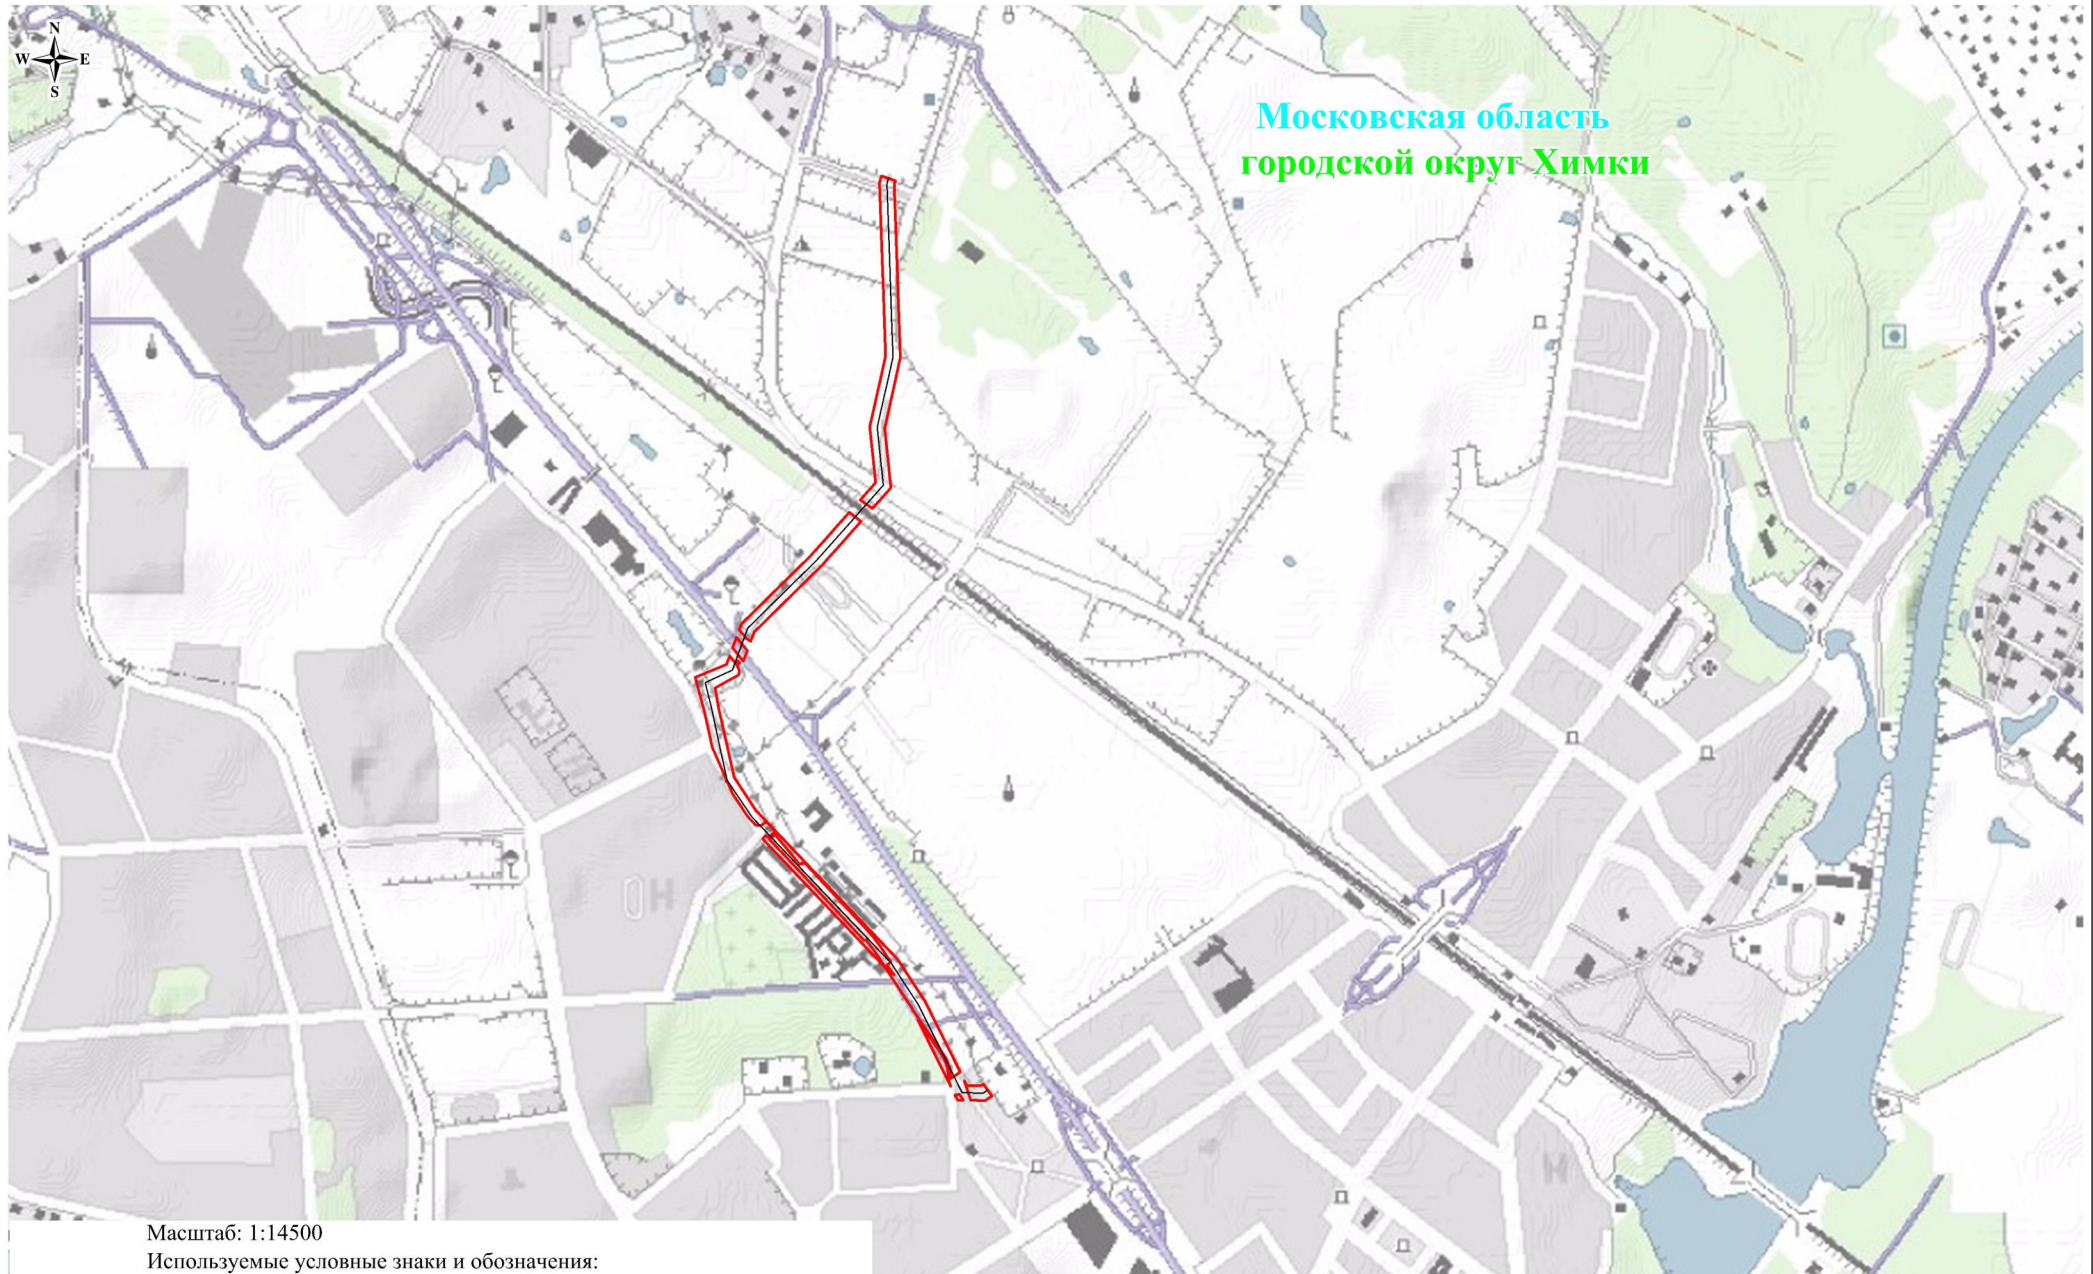 N
W E
S
Московская область
городской округ Химки
Н
Н
Масштаб: 1:14500
Используемые условные знаки и обозначения: